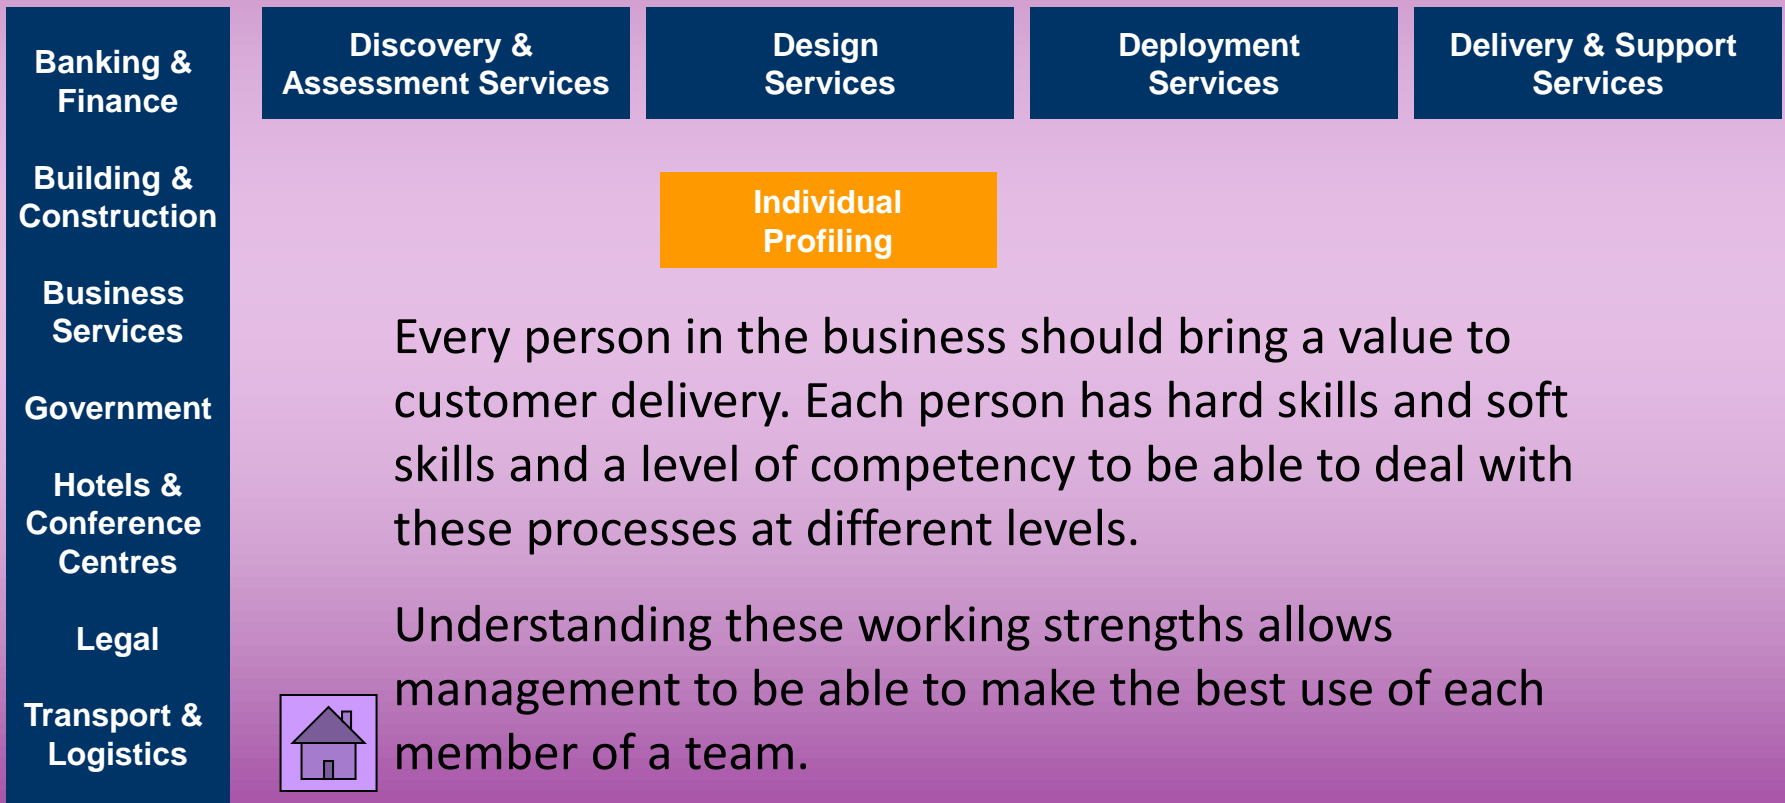 Banking &
Finance
Building &
Construction
Business
Services
Government
Hotels &
Conference
Centres
Legal
Transport &
Logistics
Discovery &
Assessment Services
Design
Services
Deployment
Services
Delivery & Support
Services
Individual
Profiling
Every person in the business should bring a value to
customer delivery. Each person has hard skills and soft
skills and a level of competency to be able to deal with
these processes at different levels.
Understanding these working strengths allows
management to be able to make the best use of each
member of a team.